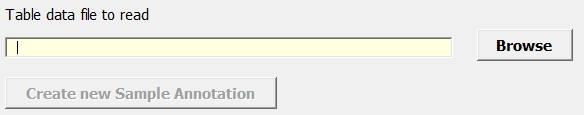 Table data file to read
Browse
Create new Sample Annotation